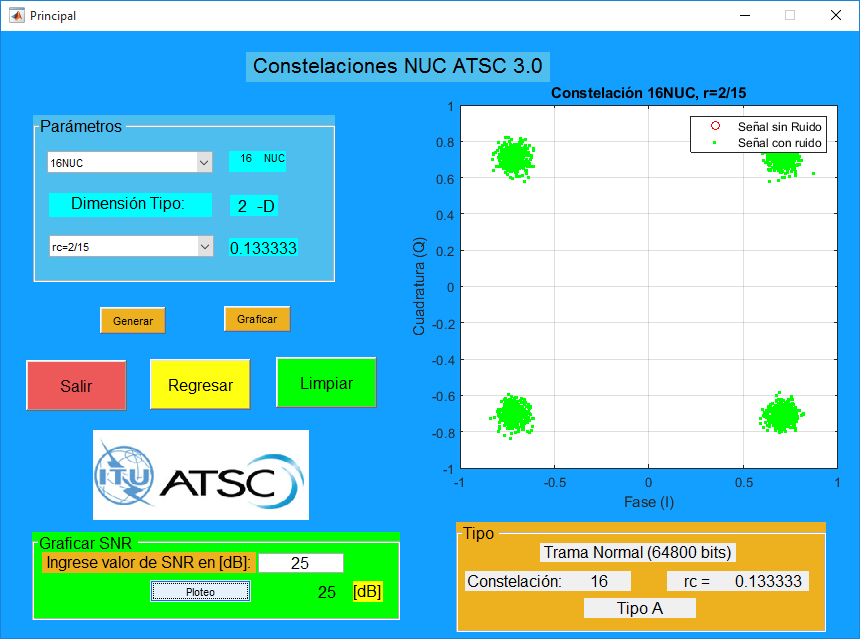 Principal
Constelaciones NUC ATSC 3.0
Parámetros
16NUC
16 NUC
Dimensión Tipo:
2 -D
rc=2/15
0.133333
Generar
Graficar
Salir
Regresar
Limpiar
ITU
ATSC
Graficar SNR
Ingrese valor de SNR en [dB]:
25
Ploteo
25 [dB]
Constelación 16NUC, r=2/15
Señal sin Ruido
Señal con ruido
Cuadratura (Q)
1
0.8
0.6
0.4
0.2
0
-0.2
-0.4
-0.6
-0.8
-1
-1 -0.5 0 0.5 1
Fase (I)
Tipo
Trama Normal (64800 bits)
Constelación: 16
rc = 0.133333
Tipo A